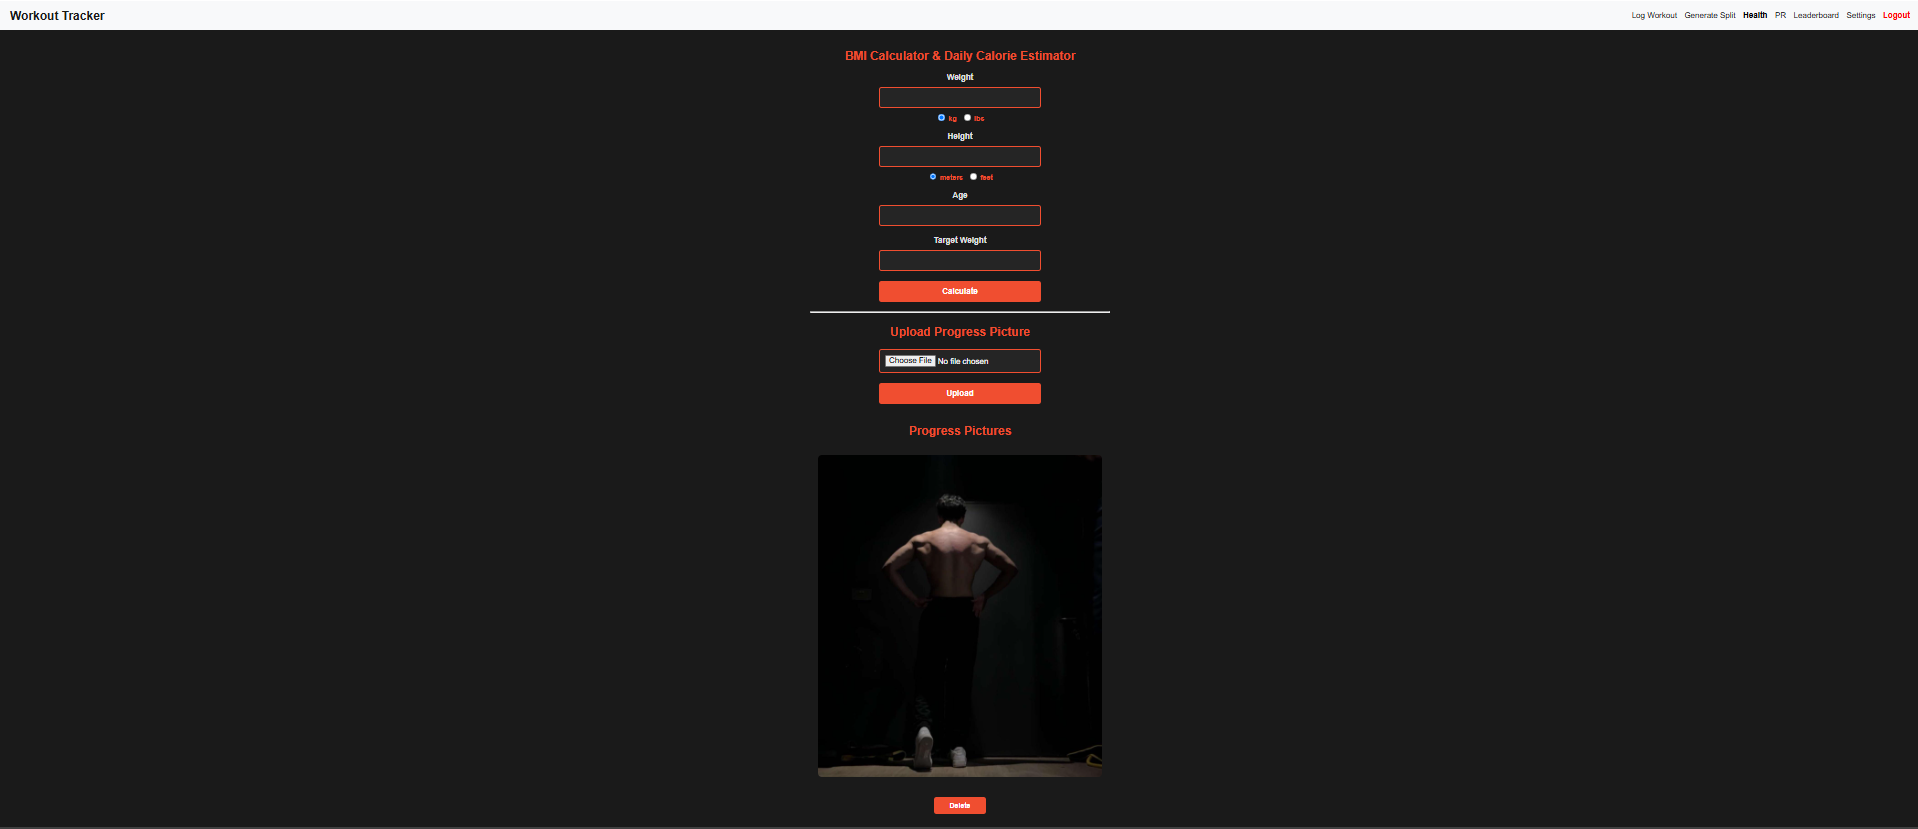 Workout Tracker
Log Workout Generate Split Health PR Leaderboard Settings Logout
BMI Calculator & Daily Calorie Estimator
Weight
kg lbs
Height
meters feet
Age
Target Weight
Calculate
Upload Progress Picture
Choose File No file chosen
Upload
Progress Pictures
Delete